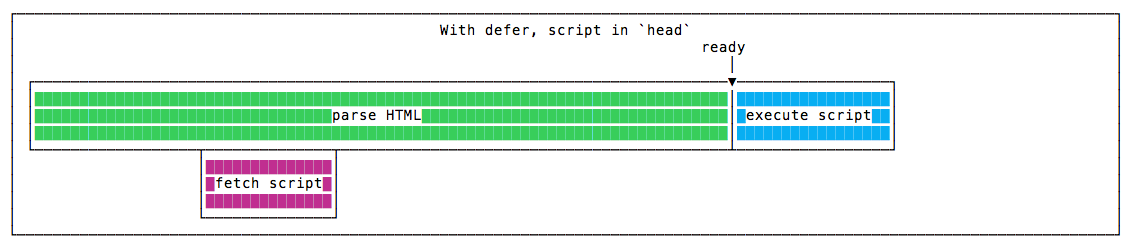 With defer, script in `head`
ready
parse HTML
execute script
fetch script